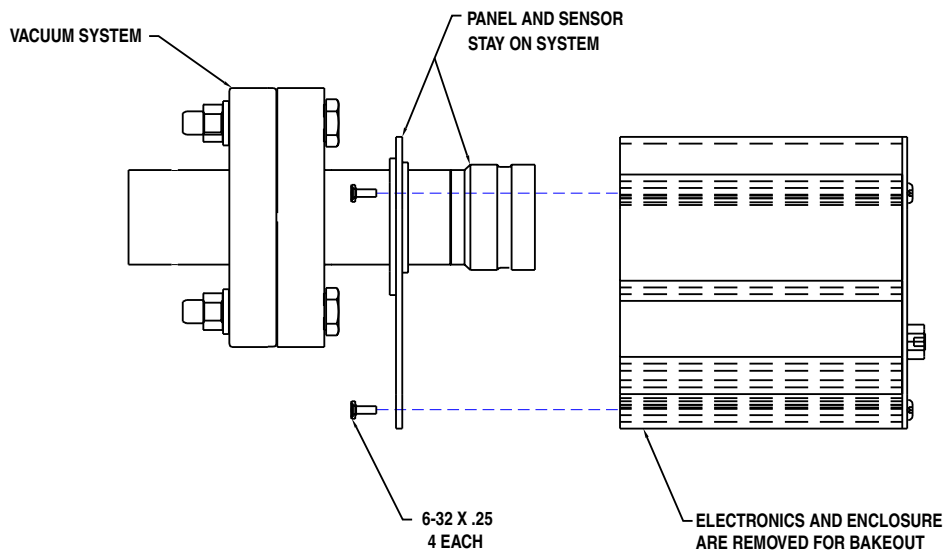 VACUUM SYSTEM
PANEL AND SENSOR
STAY ON SYSTEM
6-32 X .25
4 EACH
ELECTRONICS AND ENCLOSURE
ARE REMOVED FOR BAKEOUT